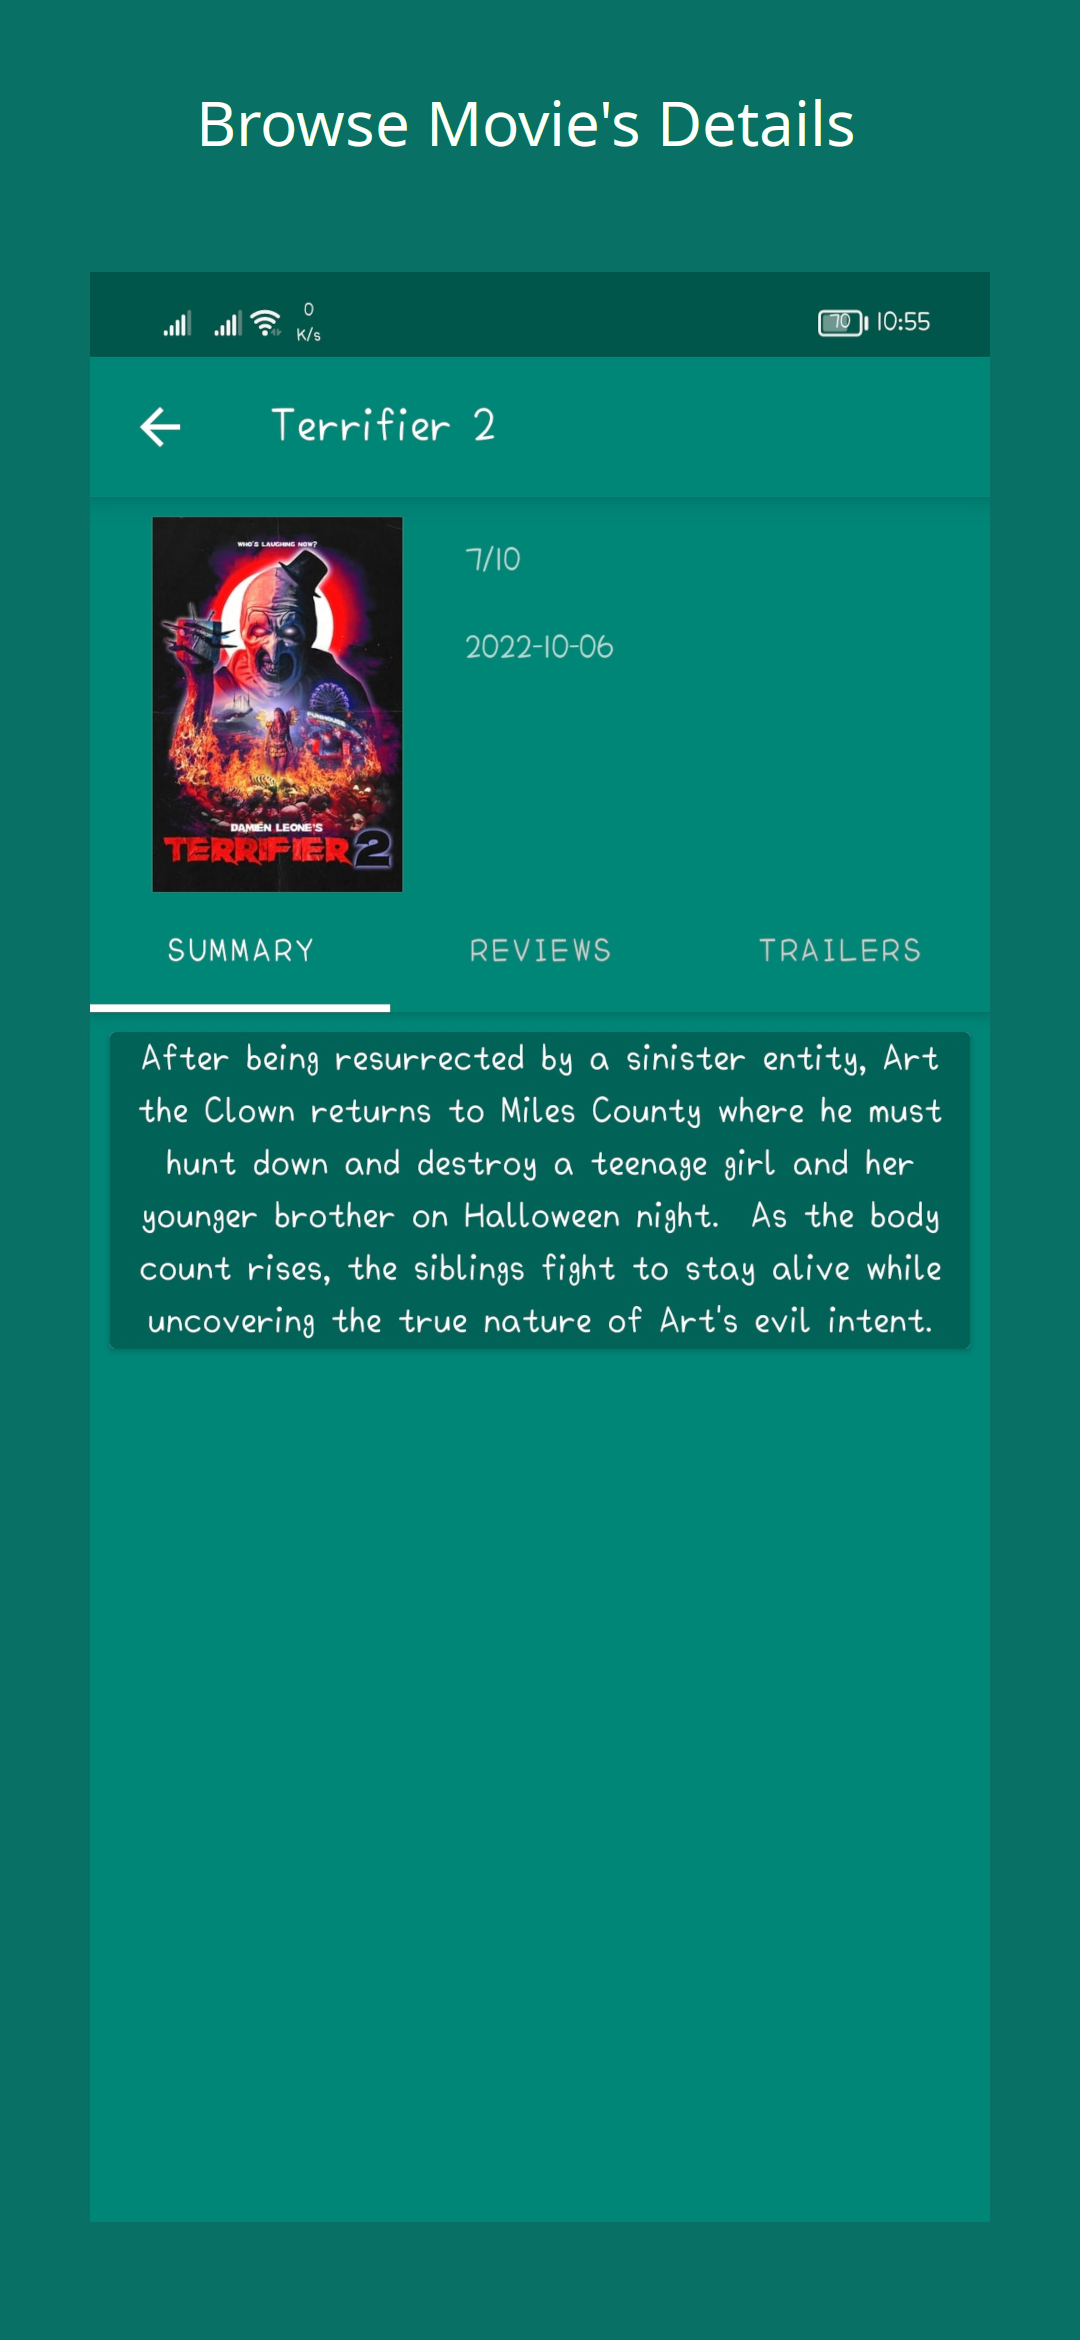 Browse Movie's Details
0
K/s
70
10:55
Terrifier 2
WHO'S LAUGHING NOW?
FUNHOUSE
DAMIEN LEONE'S
TERRIFIER 2
7/10
2022-10-06
SUMMARY
REVIEWS
TRAILERS
After being resurrected by a sinister entity, Art
the Clown returns to Miles County where he must
hunt down and destroy a teenage girl and her
younger brother on Halloween night.  As the body
count rises, the siblings fight to stay alive while
uncovering the true nature of Art's evil intent.